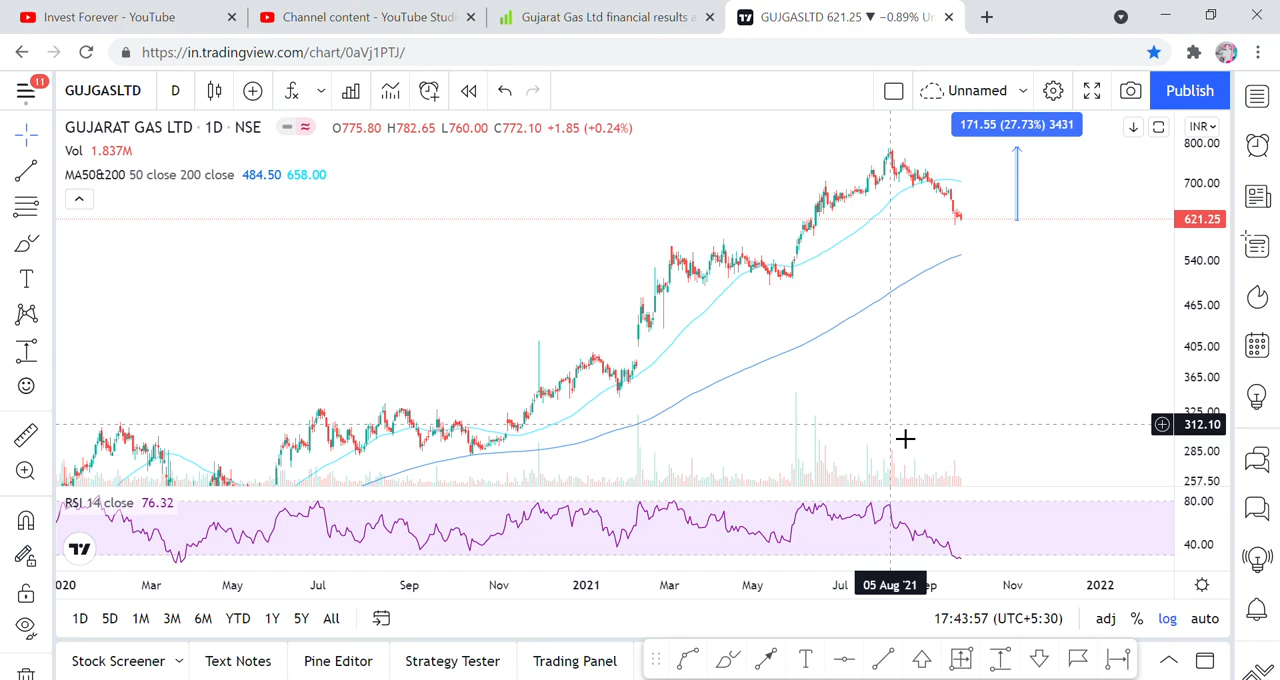 Invest Forever - YouTube
Channel content - YouTube Studi
Gujarat Gas Ltd financial results a
GUJGASLTD 621.25 ▼ −0.89% Un
https://in.tradingview.com/chart/0aVj1PTJ/
11
GUJGASLTD D
Unnamed
Publish
GUJARAT GAS LTD · 1D · NSE O775.80 H782.65 L760.00 C772.10 +1.85 (+0.24%)
171.55 (27.73%) 3431
INR
Vol 1.837M
MA50&200 50 close 200 close 484.50 658.00
800.00
700.00
621.25
540.00
465.00
405.00
365.00
325.00
312.10
285.00
257.50
RSI 14 close 76.32
80.00
40.00
2020 Mar May Jul Sep Nov 2021 Mar May Jul 05 Aug '21 ep Nov 2022
1D 5D 1M 3M 6M YTD 1Y 5Y All
17:43:57 (UTC+5:30) adj % log auto
Stock Screener Text Notes Pine Editor Strategy Tester Trading Panel